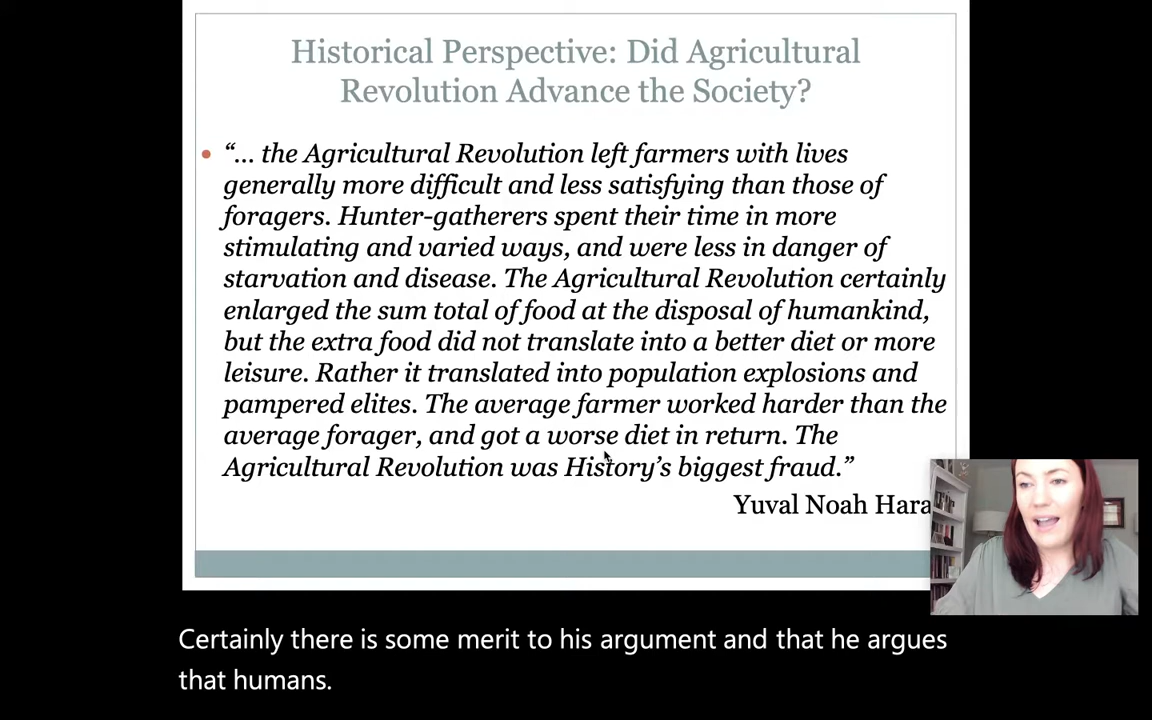 Historical Perspective: Did Agricultural
Revolution Advance the Society?
• “... the Agricultural Revolution left farmers with lives
generally more difficult and less satisfying than those of
foragers. Hunter-gatherers spent their time in more
stimulating and varied ways, and were less in danger of
starvation and disease. The Agricultural Revolution certainly
enlarged the sum total of food at the disposal of humankind,
but the extra food did not translate into a better diet or more
leisure. Rather it translated into population explosions and
pampered elites. The average farmer worked harder than the
average forager, and got a worse diet in return. The
Agricultural Revolution was History’s biggest fraud.”
Yuval Noah Hara
Certainly there is some merit to his argument and that he argues
that humans.